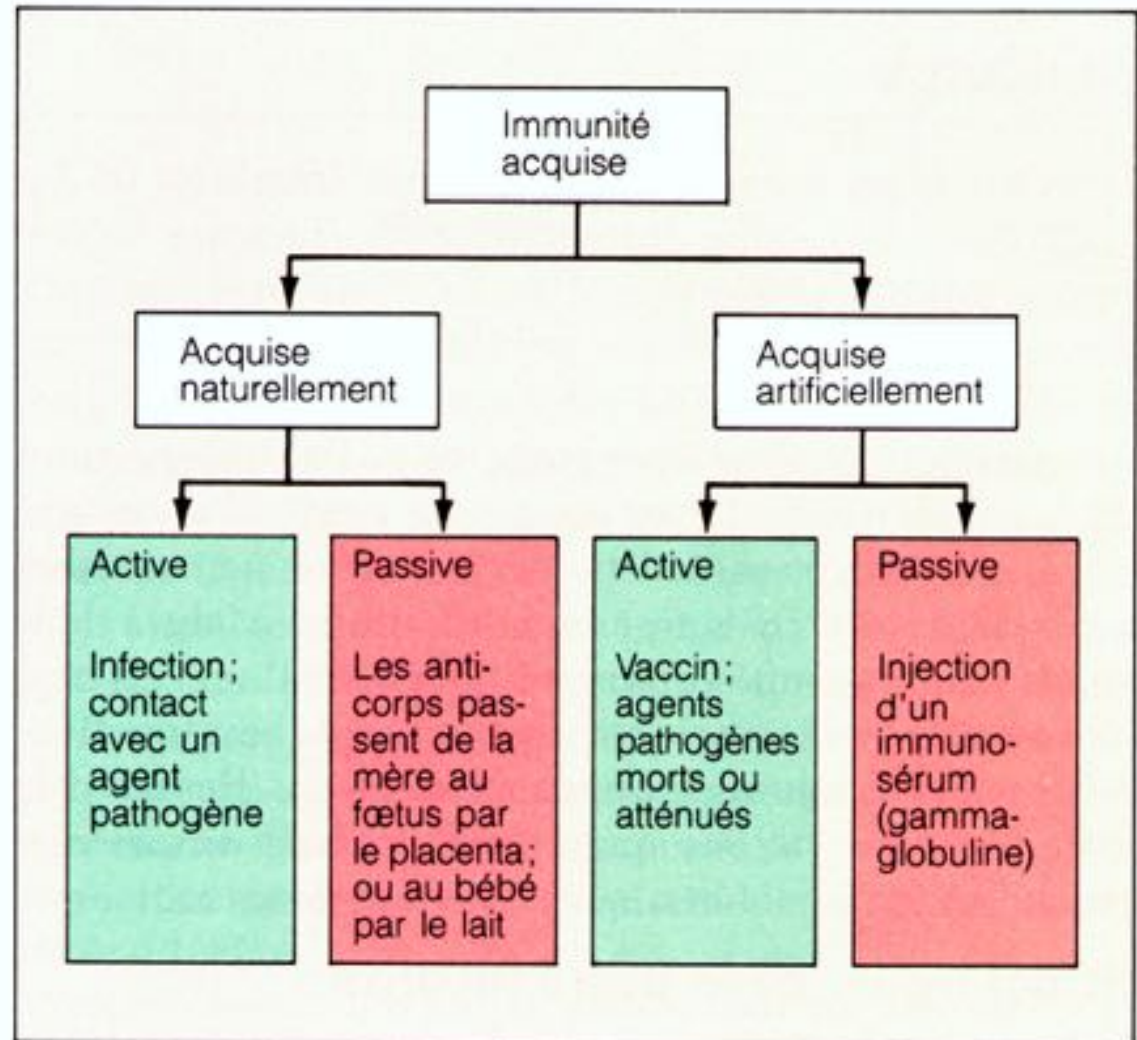 Immunité
acquise
Acquise
naturellement
Acquise
artificiellement
Active
Infection;
contact
avec un
agent
pathogène
Passive
Les anti-
corps pas-
sent de la
mère au
fœtus par
le placenta;
ou au bébé
par le lait
Active
Vaccin;
agents
pathogènes
morts ou
atténués
Passive
Injection
d'un
immuno-
sérum
(gamma-
globuline)